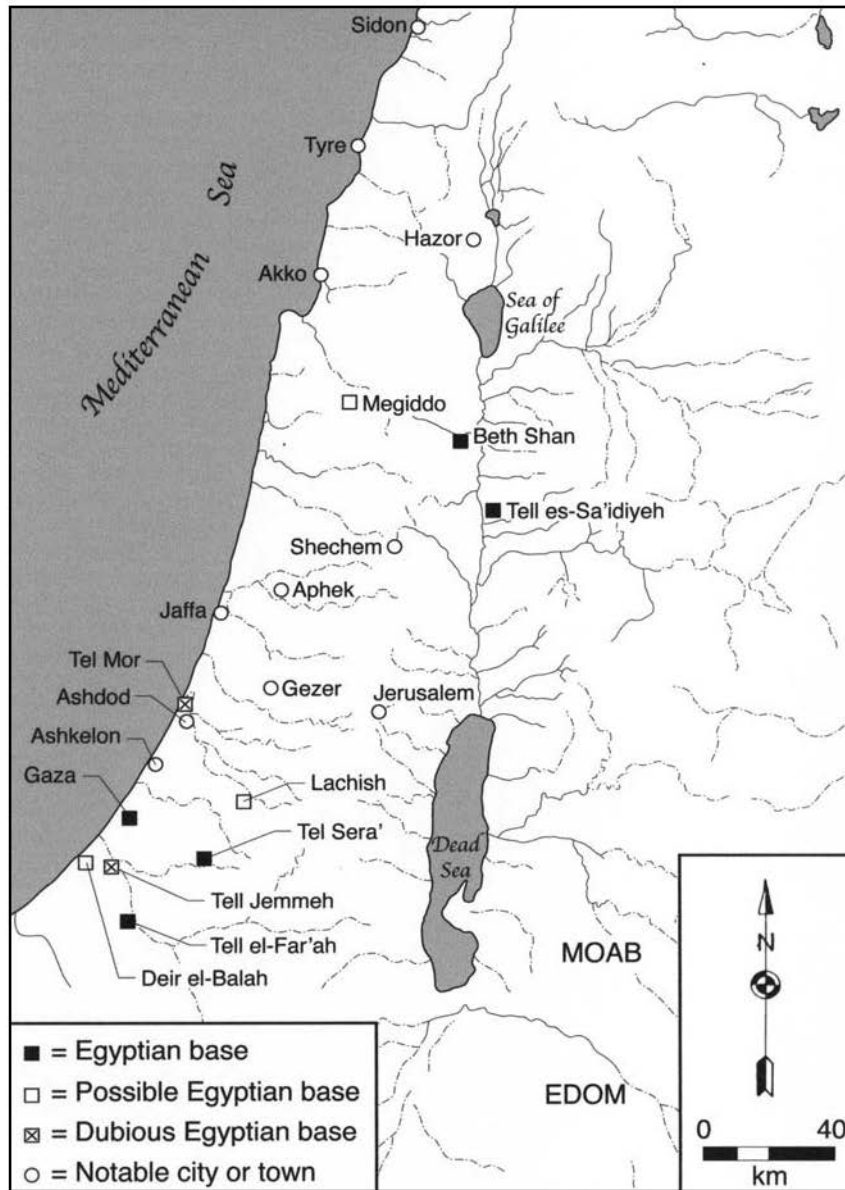 Sidon
Tyre
Mediterranean Sea
Hazor
Akko
Sea of
Galilee
Megiddo
Beth Shan
Tell es-Sa'idiyeh
Shechem
Aphek
Jaffa
Tel Mor
Ashdod
Gezer
Jerusalem
Ashkelon
Gaza
Lachish
Tel Sera'
Dead
Sea
Tell Jemmeh
Tell el-Far'ah
Deir el-Balah
MOAB
EDOM
N
0 40
km
■ = Egyptian base
□ = Possible Egyptian base
⊠ = Dubious Egyptian base
○ = Notable city or town